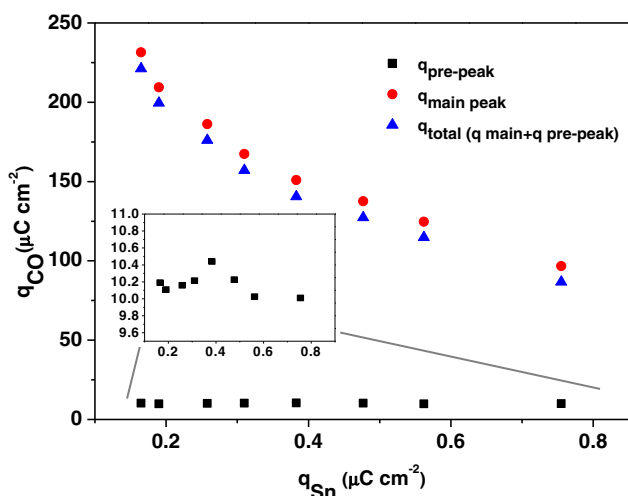 250
200
150
100
50
0
q_CO (μC cm⁻²)
q_pre-peak
q_main peak
q_total (q main+q pre-peak)
11.0
10.8
10.6
10.4
10.2
10.0
9.8
9.6
0.2 0.4 0.6 0.8
0.2 0.4 0.6 0.8
q_Sn (μC cm⁻²)